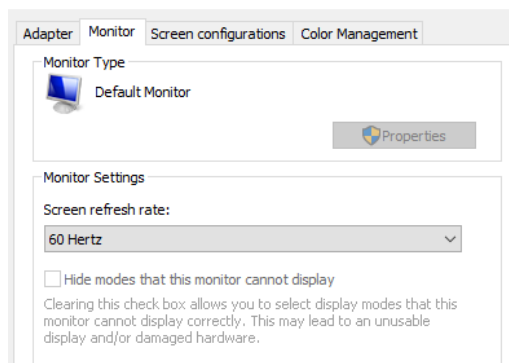 Adapter Monitor Screen configurations Color Management
Monitor Type
Default Monitor
Properties
Monitor Settings
Screen refresh rate:
60 Hertz
Hide modes that this monitor cannot display
Clearing this check box allows you to select display modes that this
monitor cannot display correctly. This may lead to an unusable
display and/or damaged hardware.